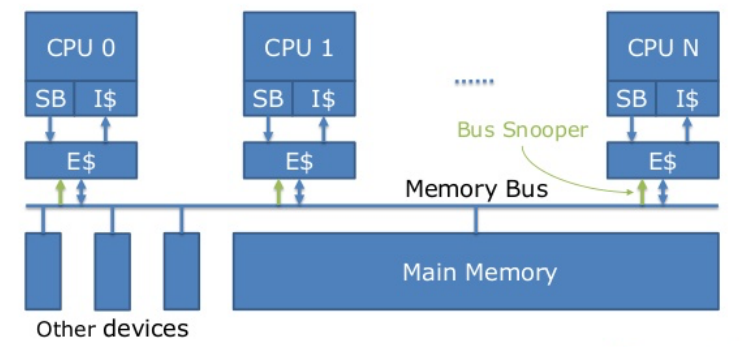 CPU 0
CPU 1
CPU N
......
SB I$
SB I$
SB I$
Bus Snooper
E$
E$
E$
Memory Bus
Main Memory
Other devices